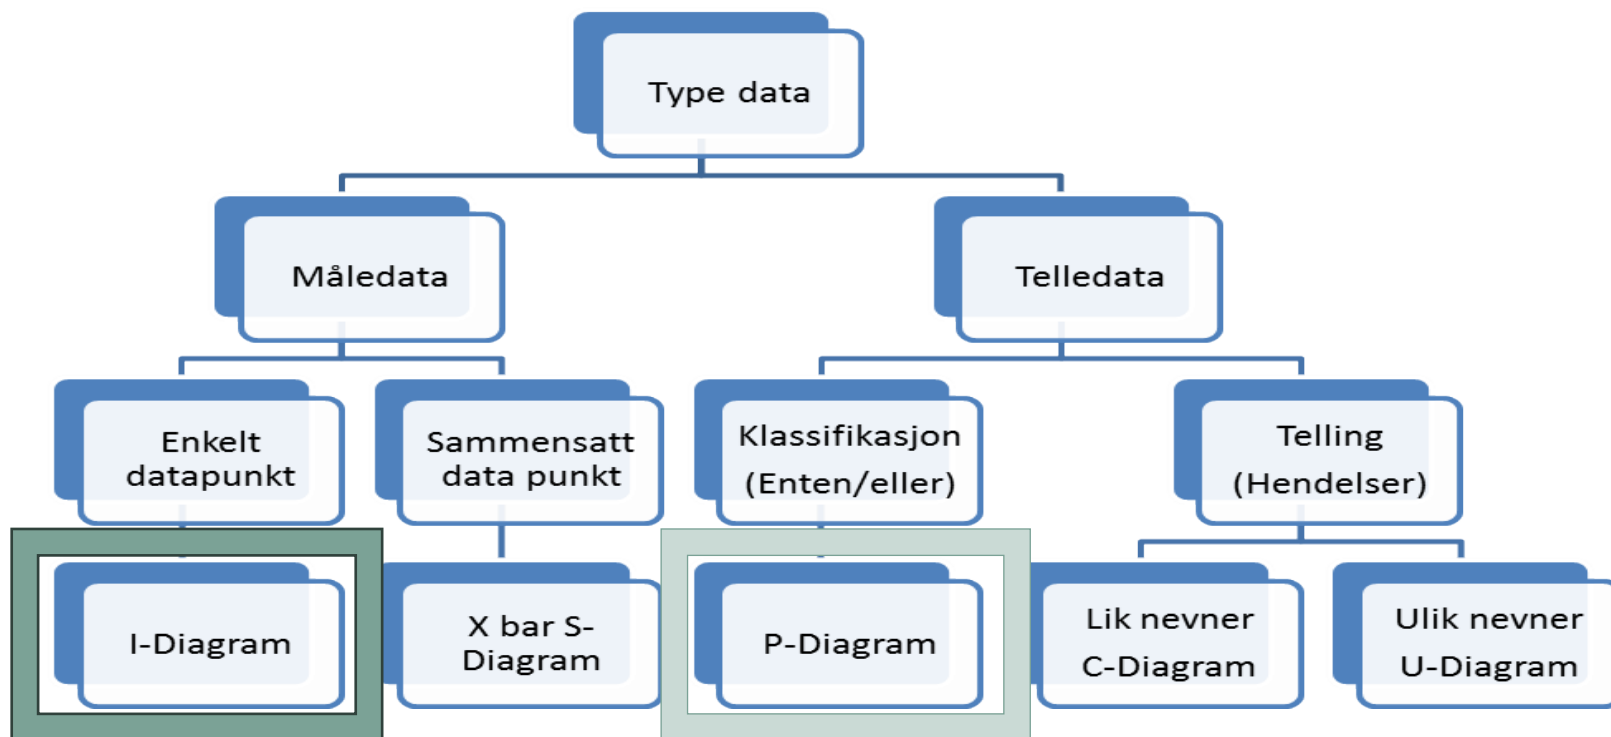 Type data
Måledata
Telledata
Enkelt
datapunkt
Sammensatt
data punkt
Klassifikasjon
(Enten/eller)
Telling
(Hendelser)
I-Diagram
X bar S-
Diagram
P-Diagram
Lik nevner
C-Diagram
Ulik nevner
U-Diagram